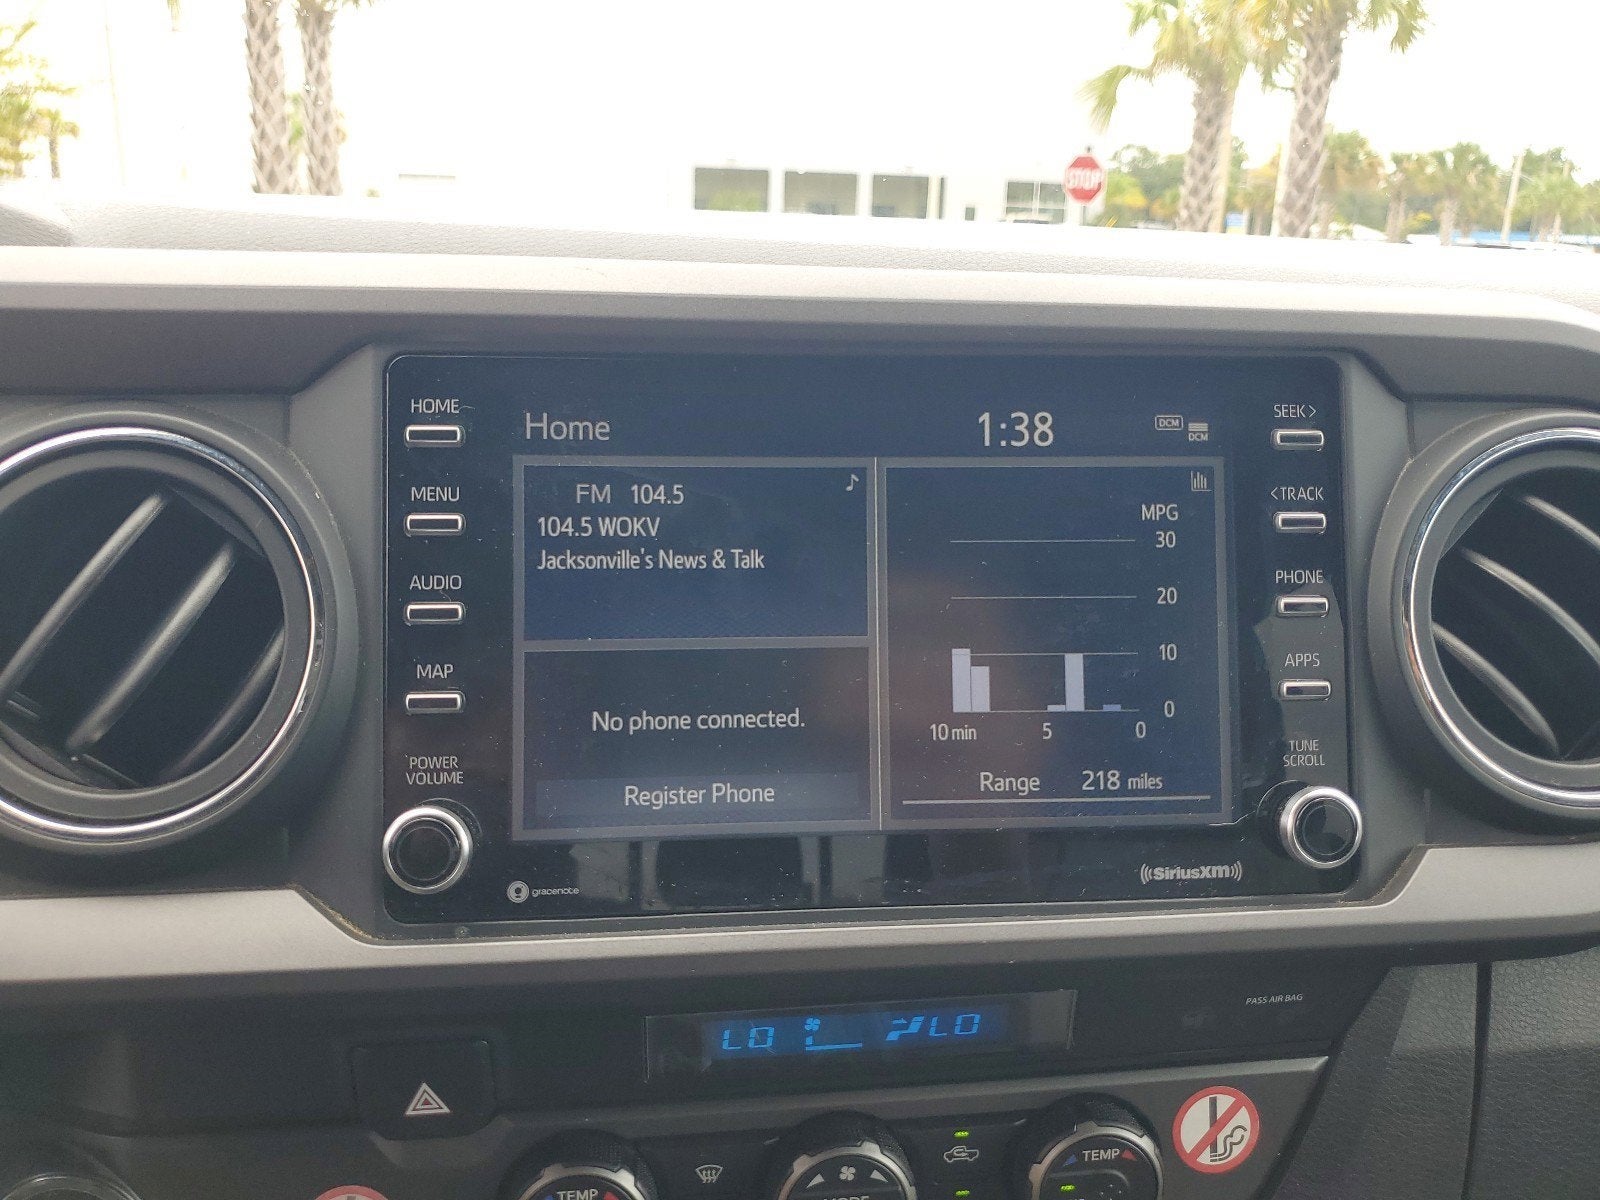 STOP
HOME
MENU
AUDIO
MAP
POWER
VOLUME
Home
1:38
DCM
DCM
FM 104.5
104.5 WOKV
Jacksonville's News & Talk
No phone connected.
Register Phone
MPG
30
20
10
0
10 min 5 0
Range 218 miles
SEEK>
<TRACK
PHONE
APPS
TUNE
SCROLL
gracenote
((SiriusXM))
PASS AIR BAG
LO LO
TEMP
MODE
TEMP